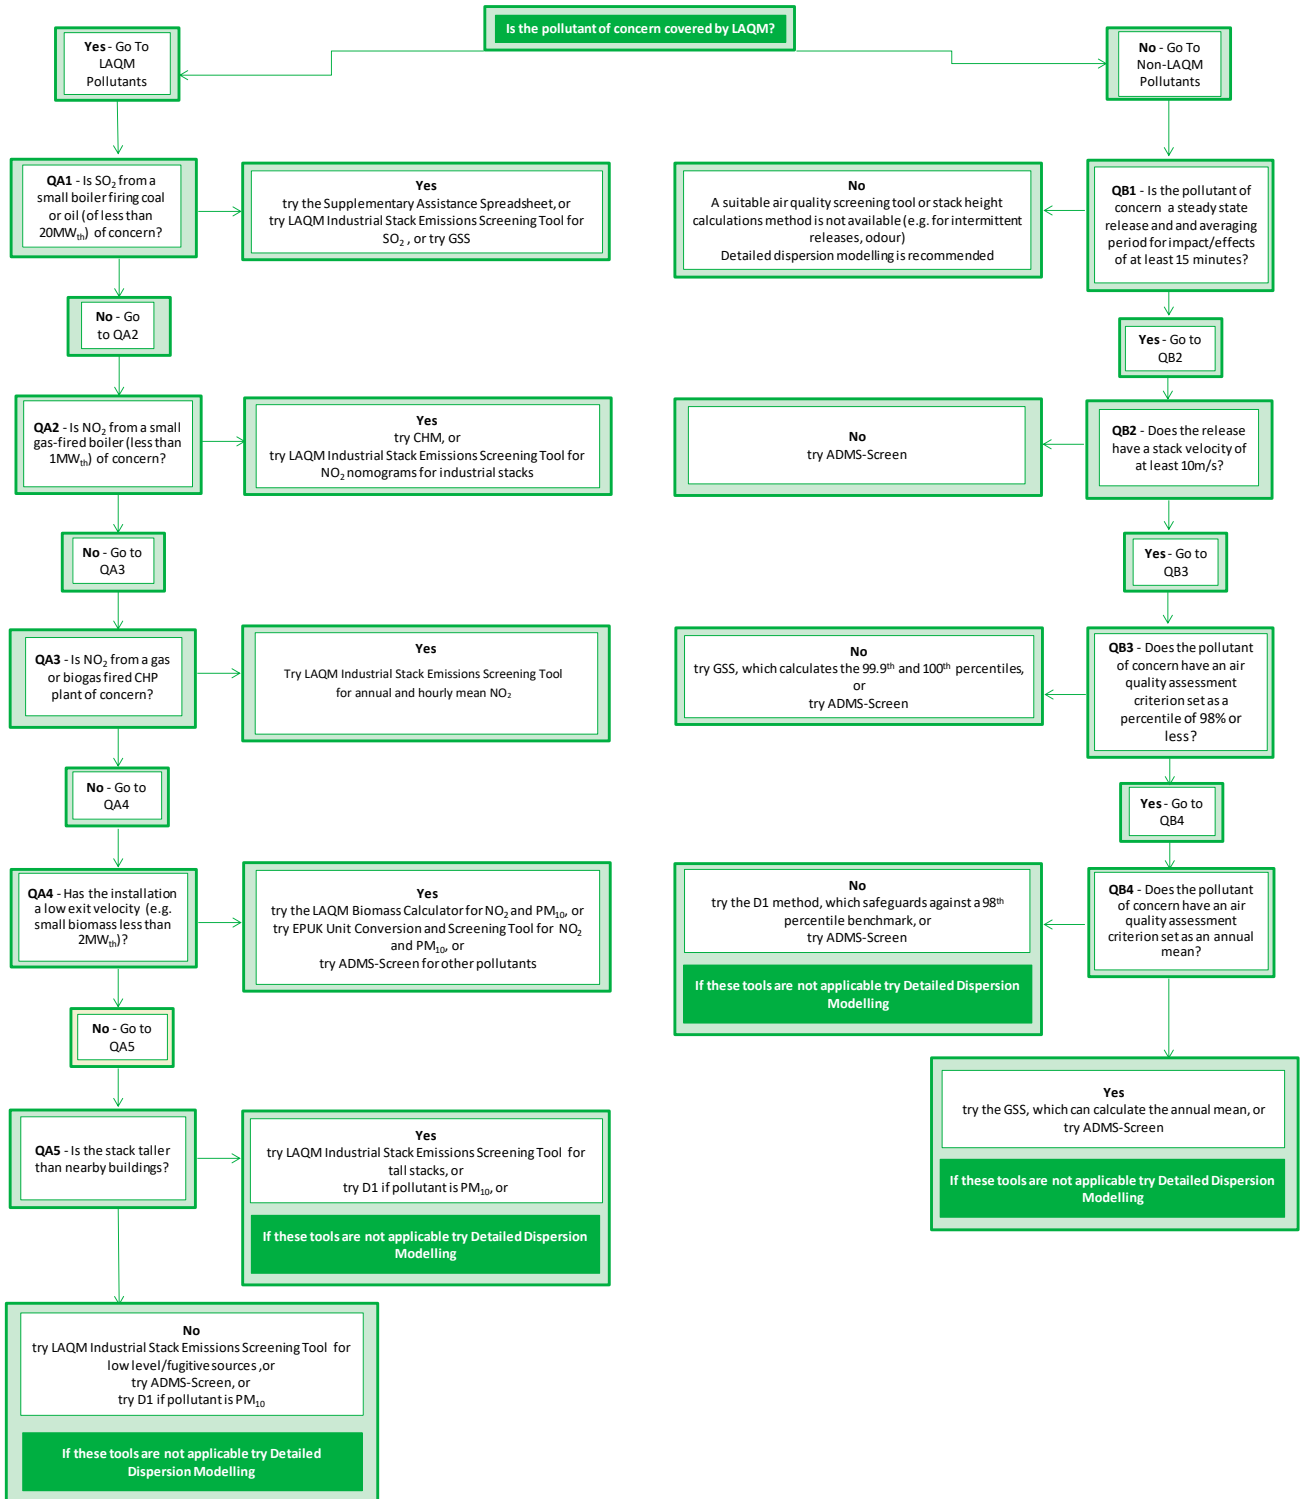 Is the pollutant of concern covered by LAQM?
Yes - Go To
LAQM
Pollutants
No - Go To
Non-LAQM
Pollutants
QA1 - Is SO₂ from a
small boiler firing coal
or oil (of less than
20MWth) of concern?
Yes
try the Supplementary Assistance Spreadsheet, or
try LAQM Industrial Stack Emissions Screening Tool for
SO₂ , or try GSS
No - Go
to QA2
QA2 - Is NO₂ from a small
gas-fired boiler (less than
1MWth) of concern?
Yes
try CHM, or
try LAQM Industrial Stack Emissions Screening Tool for
NO₂ nomograms for industrial stacks
No - Go to
QA3
QA3 - Is NO₂ from a gas
or biogas fired CHP
plant of concern?
Yes
Try LAQM Industrial Stack Emissions Screening Tool
for annual and hourly mean NO₂
No - Go to
QA4
QA4 - Has the installation
a low exit velocity (e.g.
small biomass less than
2MWth)?
Yes
try the LAQM Biomass Calculator for NO₂ and PM₁₀, or
try EPUK Unit Conversion and Screening Tool for NO₂
and PM₁₀, or
try ADMS-Screen for other pollutants
No - Go to
QA5
QA5 - Is the stack taller
than nearby buildings?
Yes
try LAQM Industrial Stack Emissions Screening Tool for
tall stacks, or
try D1 if pollutant is PM₁₀, or
If these tools are not applicable try Detailed Dispersion
Modelling
No
try LAQM Industrial Stack Emissions Screening Tool for
low level/fugitive sources ,or
try ADMS-Screen, or
try D1 if pollutant is PM₁₀
If these tools are not applicable try Detailed
Dispersion Modelling
QB1 - Is the pollutant of
concern a steady state
release and and averaging
period for impact/effects
of at least 15 minutes?
No
A suitable air quality screening tool or stack height
calculations method is not available (e.g. for intermittent
releases, odour)
Detailed dispersion modelling is recommended
Yes - Go to
QB2
QB2 - Does the release
have a stack velocity of
at least 10m/s?
No
try ADMS-Screen
Yes - Go to
QB3
QB3 - Does the pollutant
of concern have an air
quality assessment
criterion set as a
percentile of 98% or
less?
No
try GSS, which calculates the 99.9th and 100th percentiles,
or
try ADMS-Screen
Yes - Go to
QB4
QB4 - Does the pollutant
of concern have an air
quality assessment
criterion set as an annual
mean?
No
try the D1 method, which safeguards against a 98th
percentile benchmark, or
try ADMS-Screen
If these tools are not applicable try Detailed Dispersion
Modelling
Yes
try the GSS, which can calculate the annual mean, or
try ADMS-Screen
If these tools are not applicable try Detailed Dispersion
Modelling